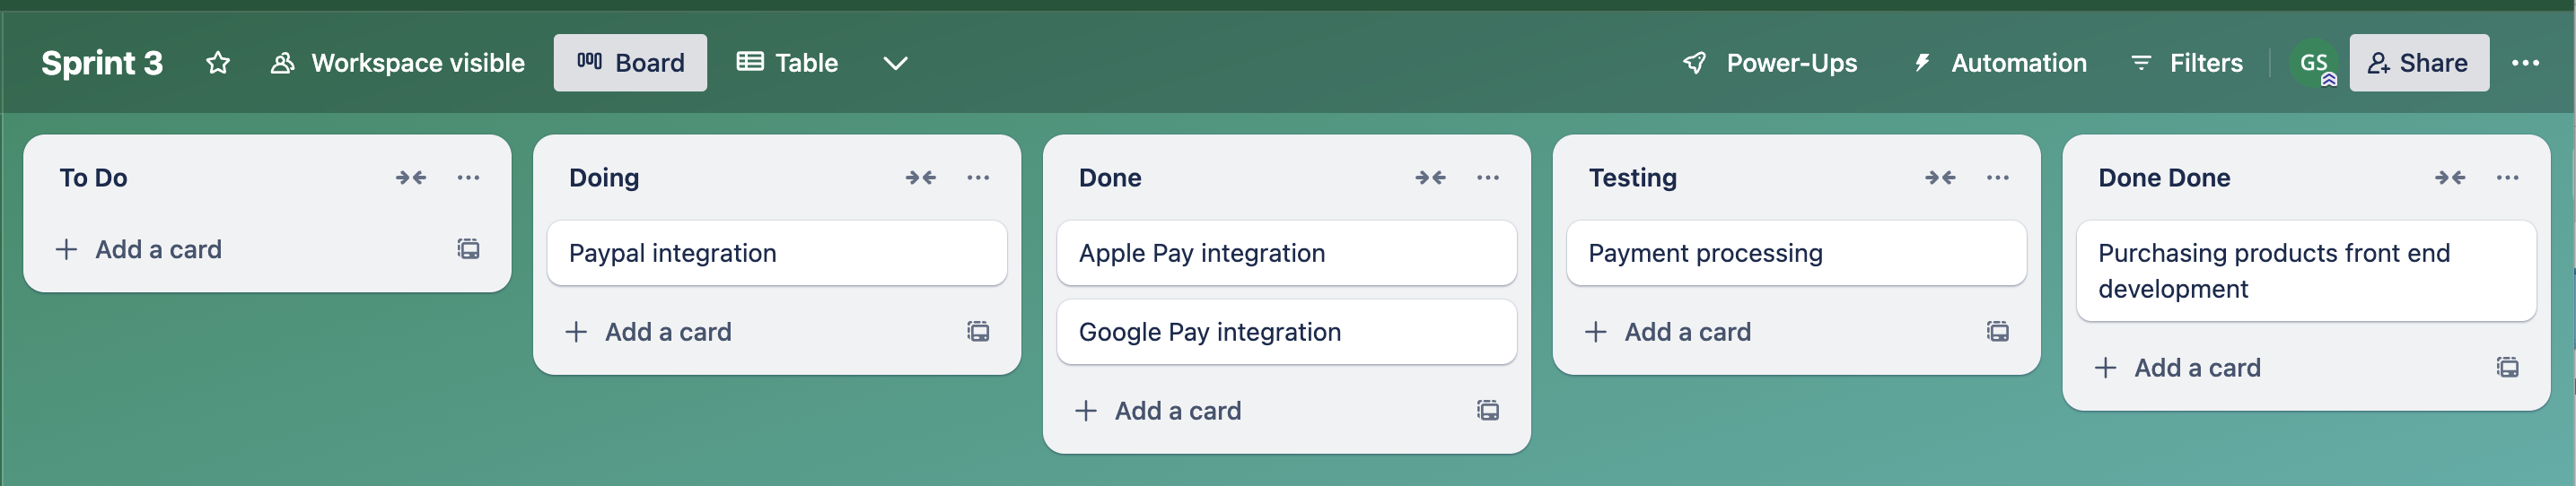 Sprint 3
Workspace visible
Board
Table
Power-Ups
Automation
Filters
GS
Share
To Do
Add a card
Doing
Paypal integration
Add a card
Done
Apple Pay integration
Google Pay integration
Add a card
Testing
Payment processing
Add a card
Done Done
Purchasing products front end
development
Add a card